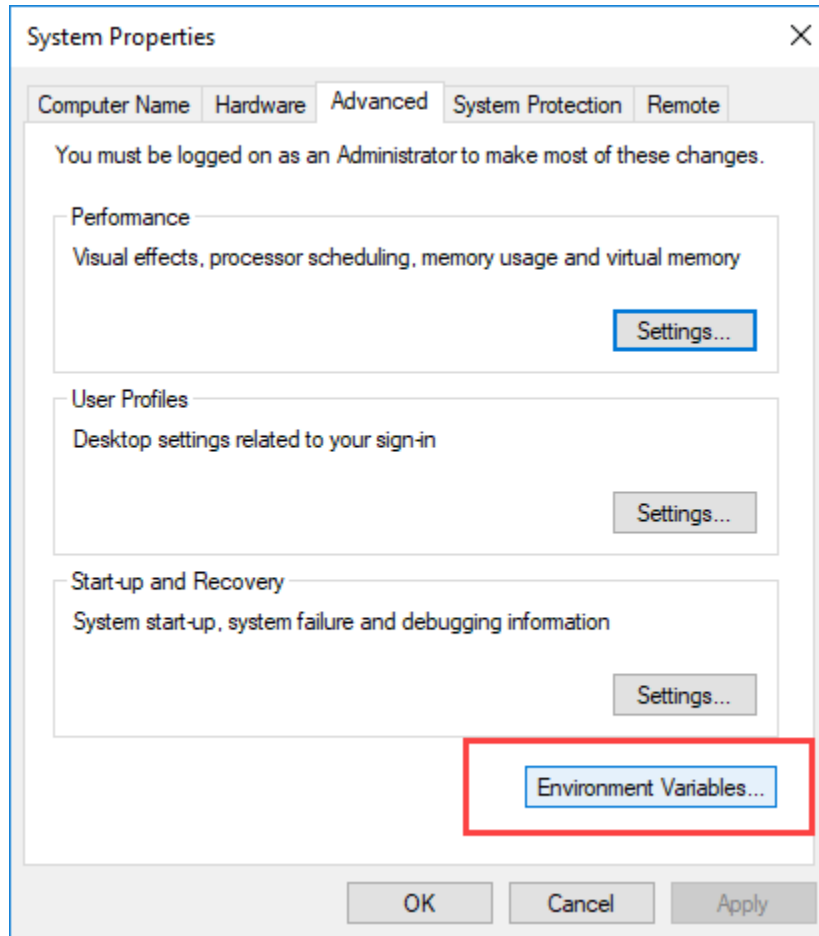 System Properties
Computer Name Hardware Advanced System Protection Remote
You must be logged on as an Administrator to make most of these changes.
Performance
Visual effects, processor scheduling, memory usage and virtual memory
Settings...
User Profiles
Desktop settings related to your sign-in
Settings...
Start-up and Recovery
System start-up, system failure and debugging information
Settings...
Environment Variables...
OK Cancel Apply